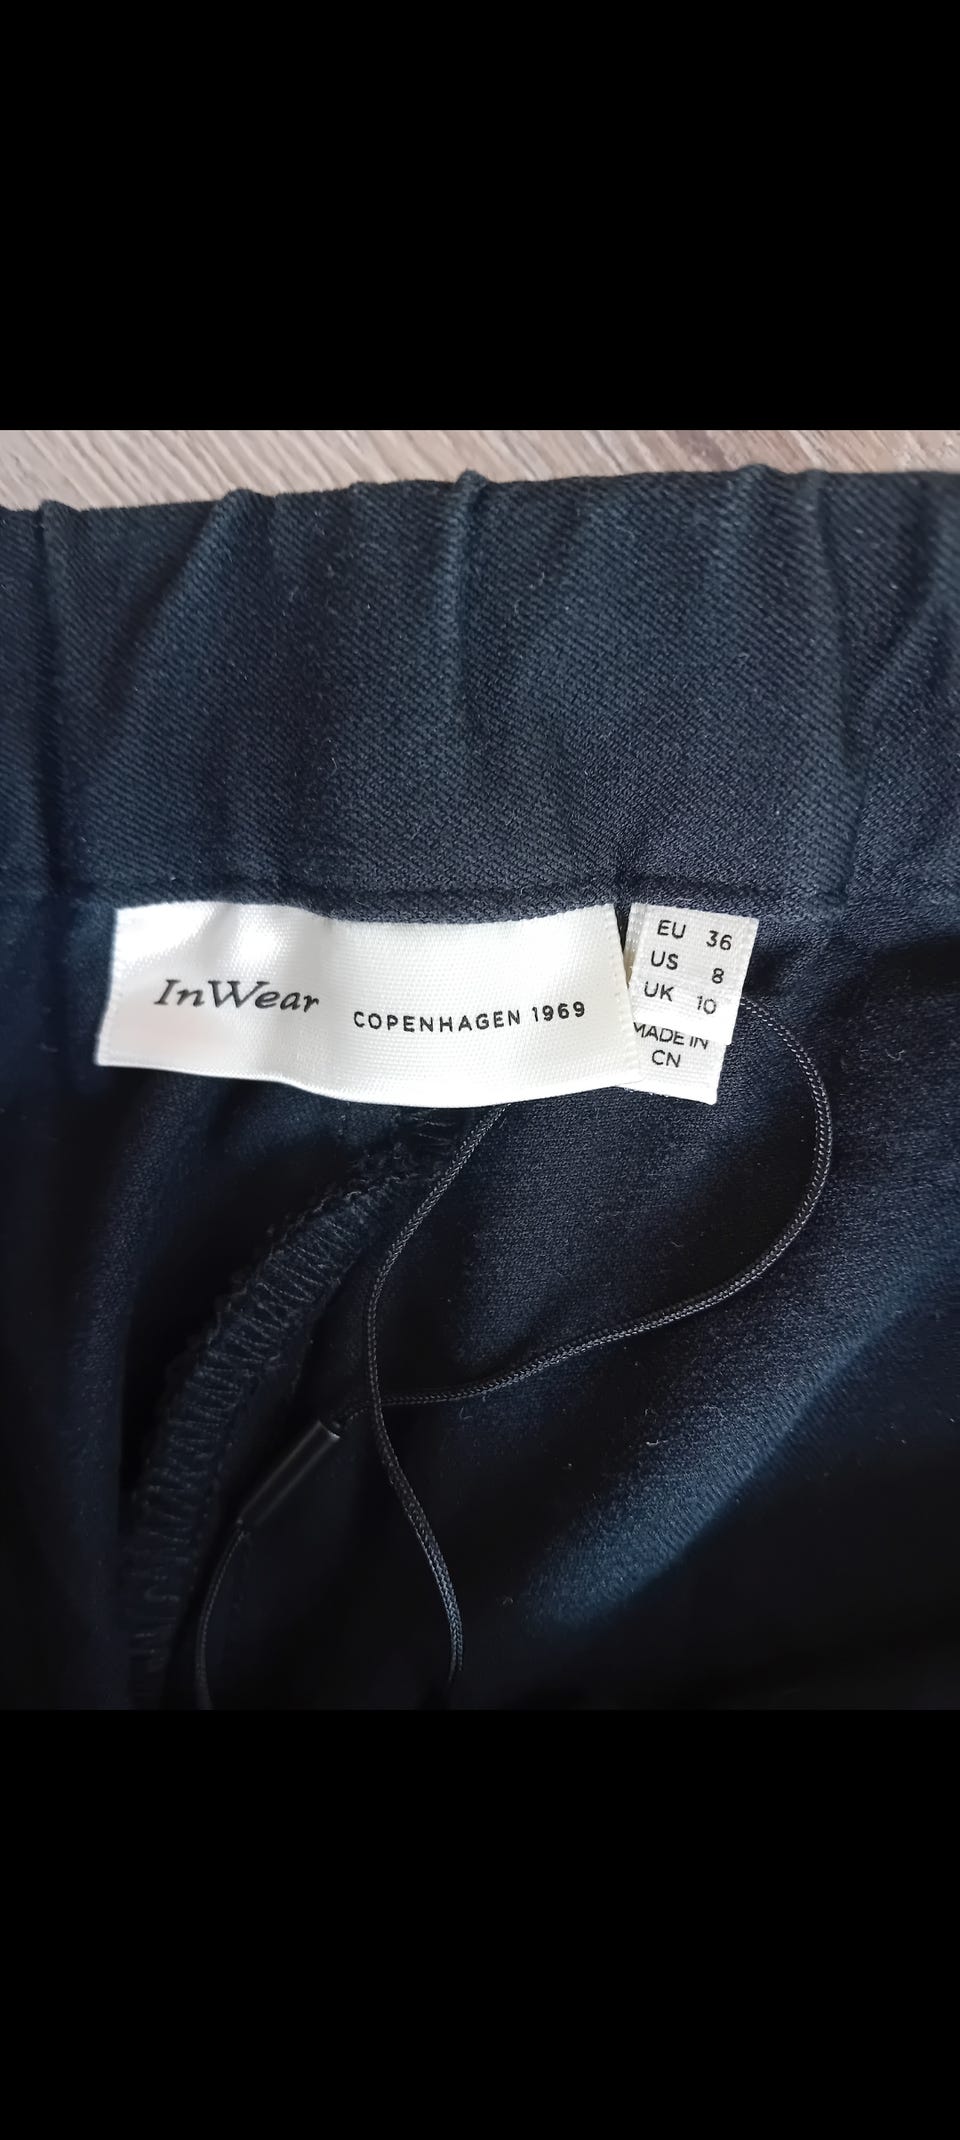 InWear COPENHAGEN 1969
EU 36
US 8
UK 10
MADE IN
CN